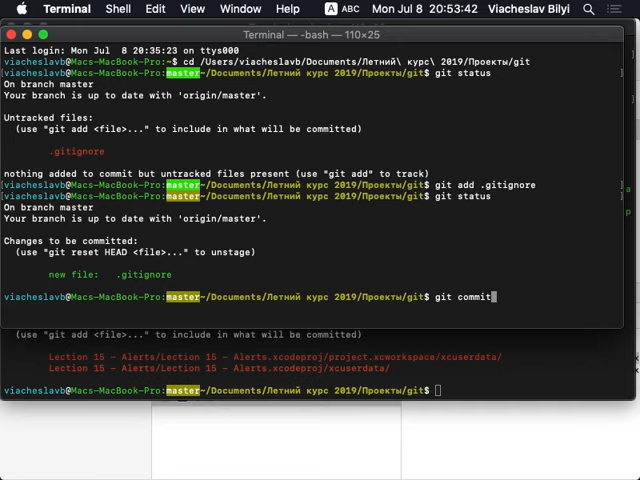 Terminal Shell Edit View Window Help A ABC Mon Jul 8 20:53:42 Viacheslav Bilyi
Terminal — -bash — 110×25
Last login: Mon Jul  8 20:35:23 on ttys000
viacheslavb@Macs-MacBook-Pro:~$ cd /Users/viacheslavb/Documents/Летний\ курс\ 2019/Проекты/git
[viacheslavb@Macs-MacBook-Pro:master~/Documents/Летний курс 2019/Проекты/git$ git status ]
On branch master
Your branch is up to date with 'origin/master'.
Untracked files:
(use "git add <file>..." to include in what will be committed)
.gitignore
nothing added to commit but untracked files present (use "git add" to track)
[viacheslavb@Macs-MacBook-Pro:master~/Documents/Летний курс 2019/Проекты/git$ git add .gitignore ]
[viacheslavb@Macs-MacBook-Pro:master~/Documents/Летний курс 2019/Проекты/git$ git status ]
On branch master
Your branch is up to date with 'origin/master'.
Changes to be committed:
(use "git reset HEAD <file>..." to unstage)
new file:   .gitignore
viacheslavb@Macs-MacBook-Pro:master~/Documents/Летний курс 2019/Проекты/git$ git commit
(use "git add <file>..." to include in what will be committed)
Lection 15 - Alerts/Lection 15 - Alerts.xcodeproj/project.xcworkspace/xcuserdata/
Lection 15 - Alerts/Lection 15 - Alerts.xcodeproj/xcuserdata/
viacheslavb@Macs-MacBook-Pro:master~/Documents/Летний курс 2019/Проекты/git$